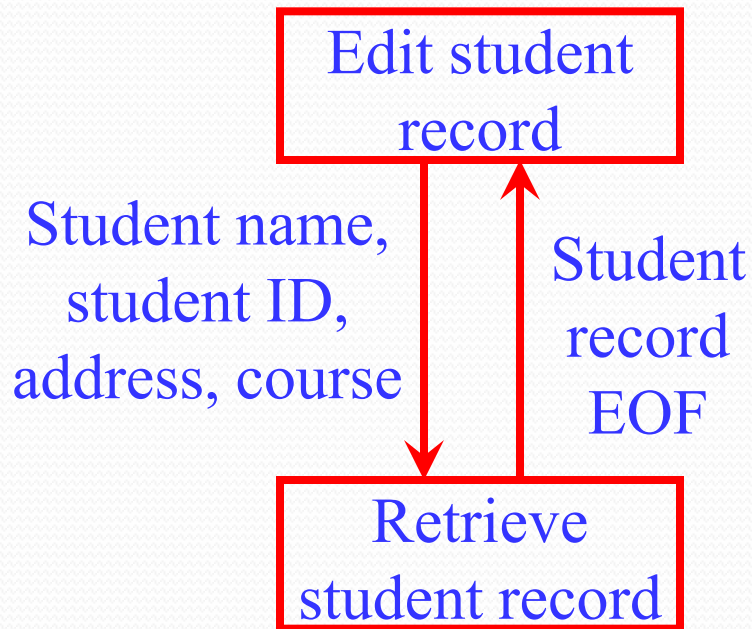 Edit student
record
Student name,
student ID,
address, course
Student
record
EOF
Retrieve
student record